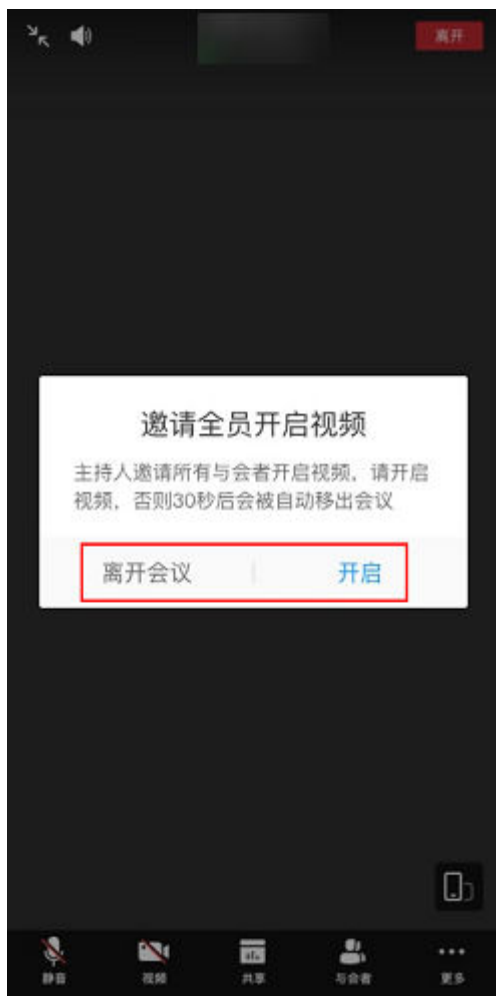 离开
邀请全员开启视频
主持人邀请所有与会者开启视频，请开启
视频，否则30秒后会被自动移出会议
离开会议 开启
静音 视频 共享 与会者 更多